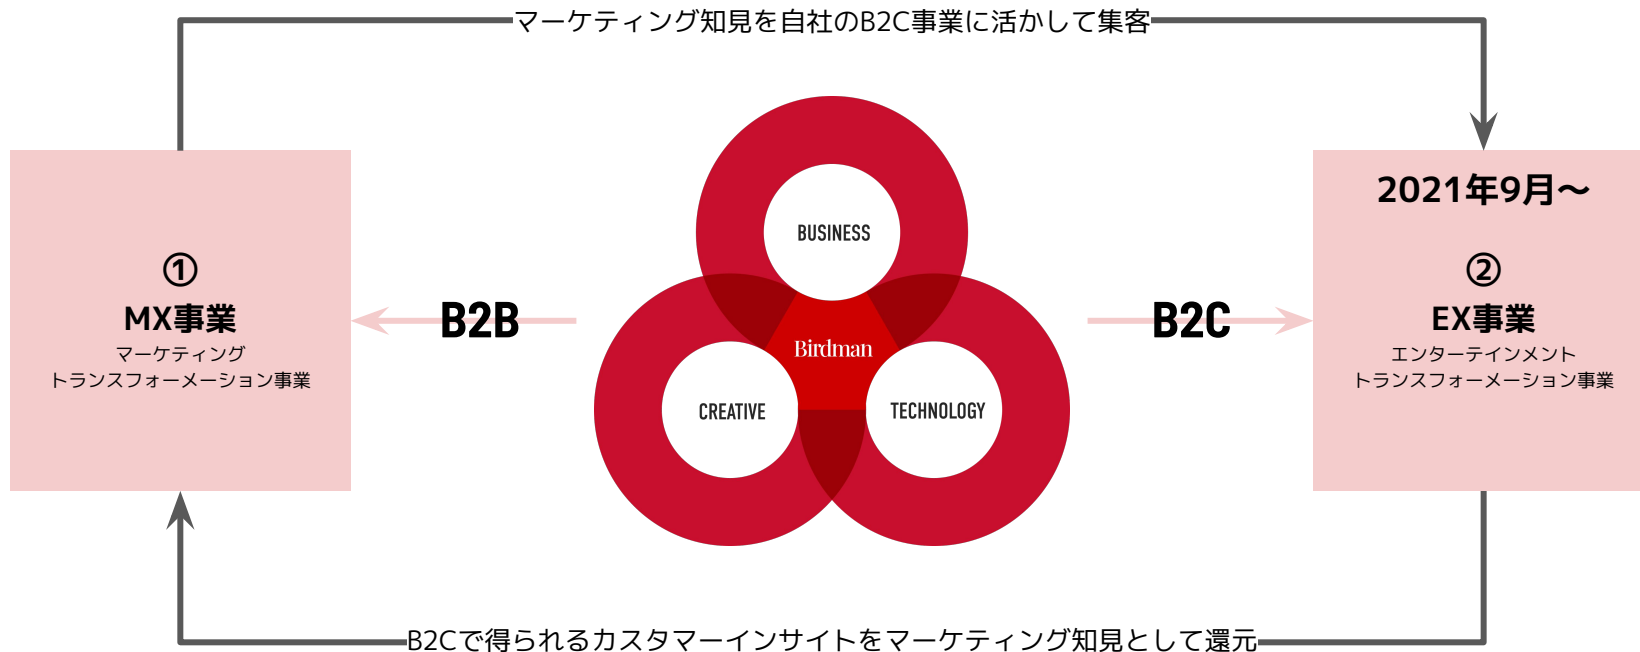 マーケティング知見を自社のB2C事業に活かして集客
①
MX事業
マーケティング
トランスフォーメーション事業
B2B
BUSINESS
Birdman
CREATIVE
TECHNOLOGY
B2C
2021年9月〜
②
EX事業
エンターテインメント
トランスフォーメーション事業
B2Cで得られるカスタマーインサイトをマーケティング知見として還元